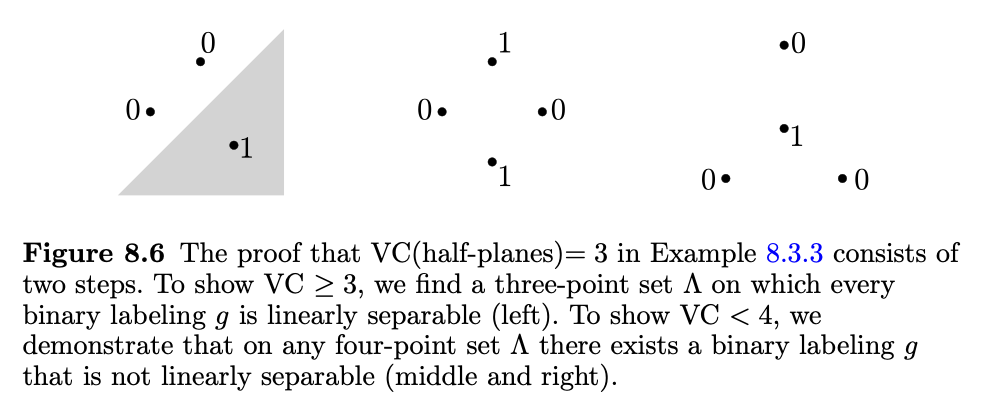 0
1
•0
0•
0•
•0
•1
•1
1
0•
•0
Figure 8.6 The proof that VC(half-planes)= 3 in Example 8.3.3 consists of
two steps. To show VC ≥ 3, we find a three-point set Λ on which every
binary labeling g is linearly separable (left). To show VC < 4, we
demonstrate that on any four-point set Λ there exists a binary labeling g
that is not linearly separable (middle and right).